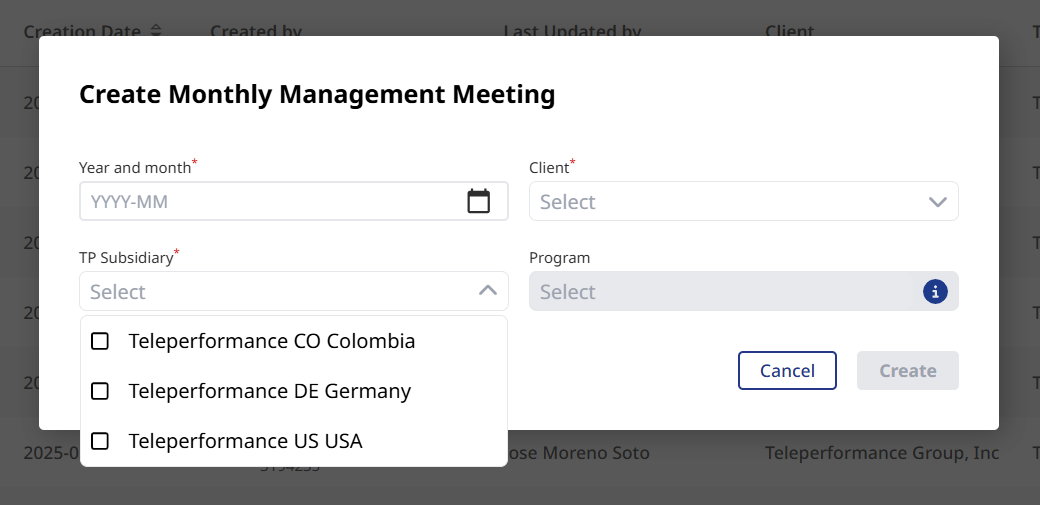 Creation Date Created by Last Updated by Client
Create Monthly Management Meeting
Year and month* Client*
YYYY-MM Select
TP Subsidiary* Program
Select Select
Teleperformance CO Colombia
Teleperformance DE Germany
Cancel Create
Teleperformance US USA
2025-0 ose Moreno Soto Teleperformance Group, Inc